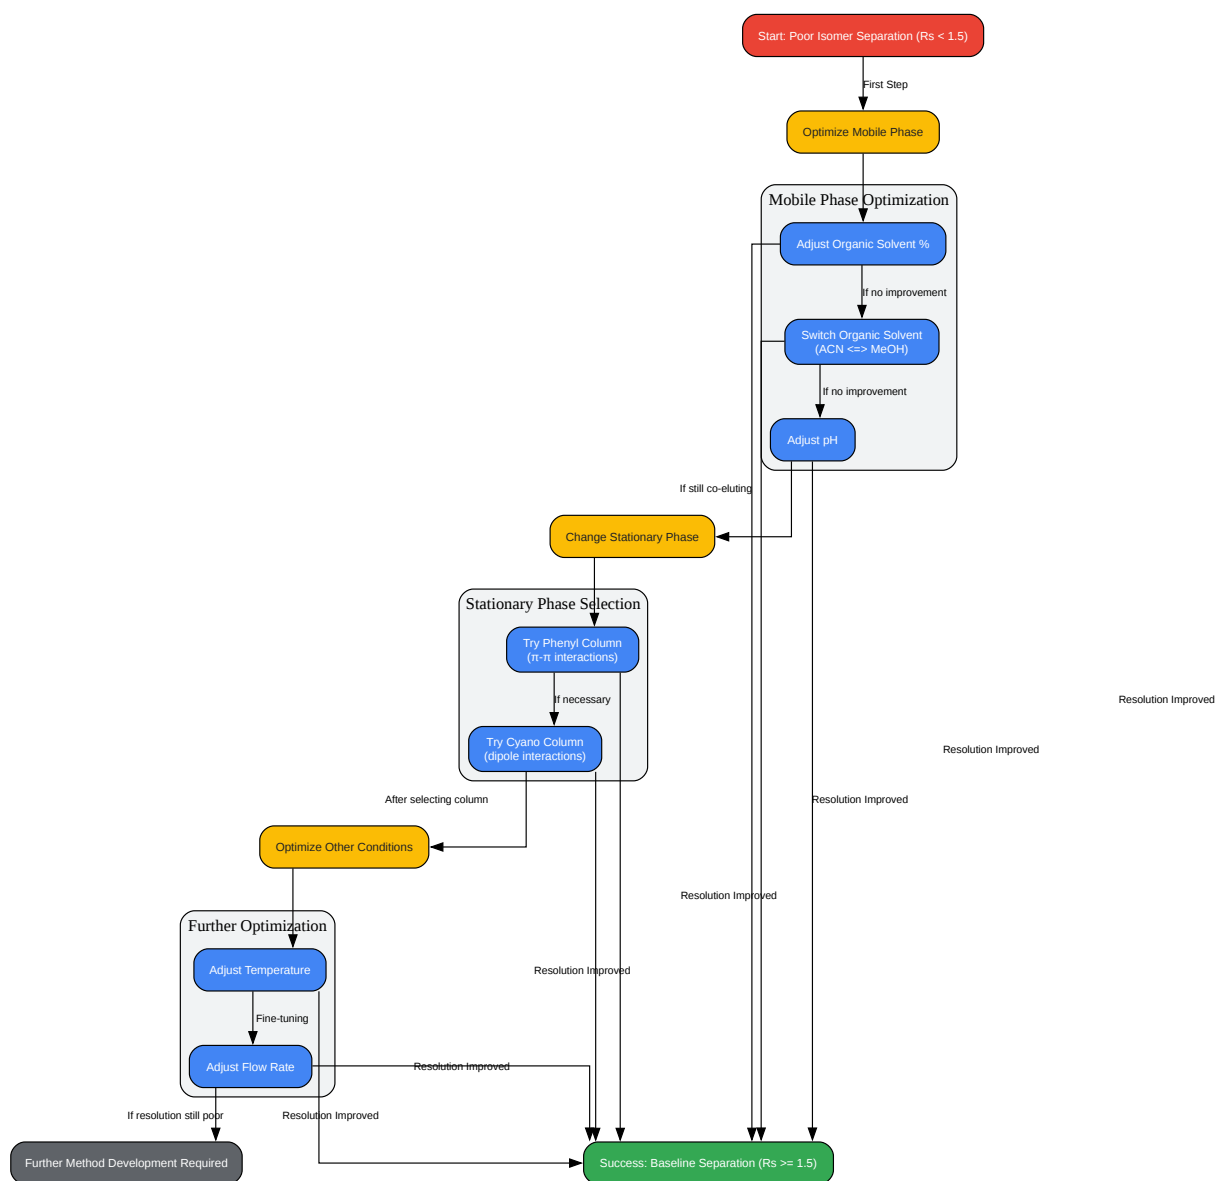 Start: Poor Isomer Separation (Rs < 1.5)
First Step
Optimize Mobile Phase
Mobile Phase Optimization
Adjust Organic Solvent %
If no improvement
Switch Organic Solvent
(ACN <=> MeOH)
If no improvement
Adjust pH
If still co-eluting
Change Stationary Phase
Stationary Phase Selection
Try Phenyl Column
(π-π interactions)
If necessary
Resolution Improved
Try Cyano Column
(dipole interactions)
Resolution Improved
After selecting column
Resolution Improved
Optimize Other Conditions
Resolution Improved
Further Optimization
Adjust Temperature
Resolution Improved
Fine-tuning
Adjust Flow Rate
Resolution Improved
If resolution still poor
Resolution Improved
Further Method Development Required
Success: Baseline Separation (Rs >= 1.5)